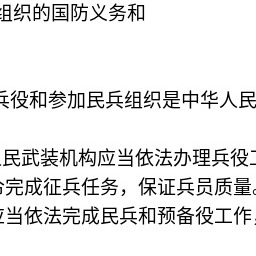 组织的国防义务和
兵役和参加民兵组织是中华人民
民武装机构应当依法办理兵役
完成征兵任务，保证兵员质量。
应当依法完成民兵和预备役工作，